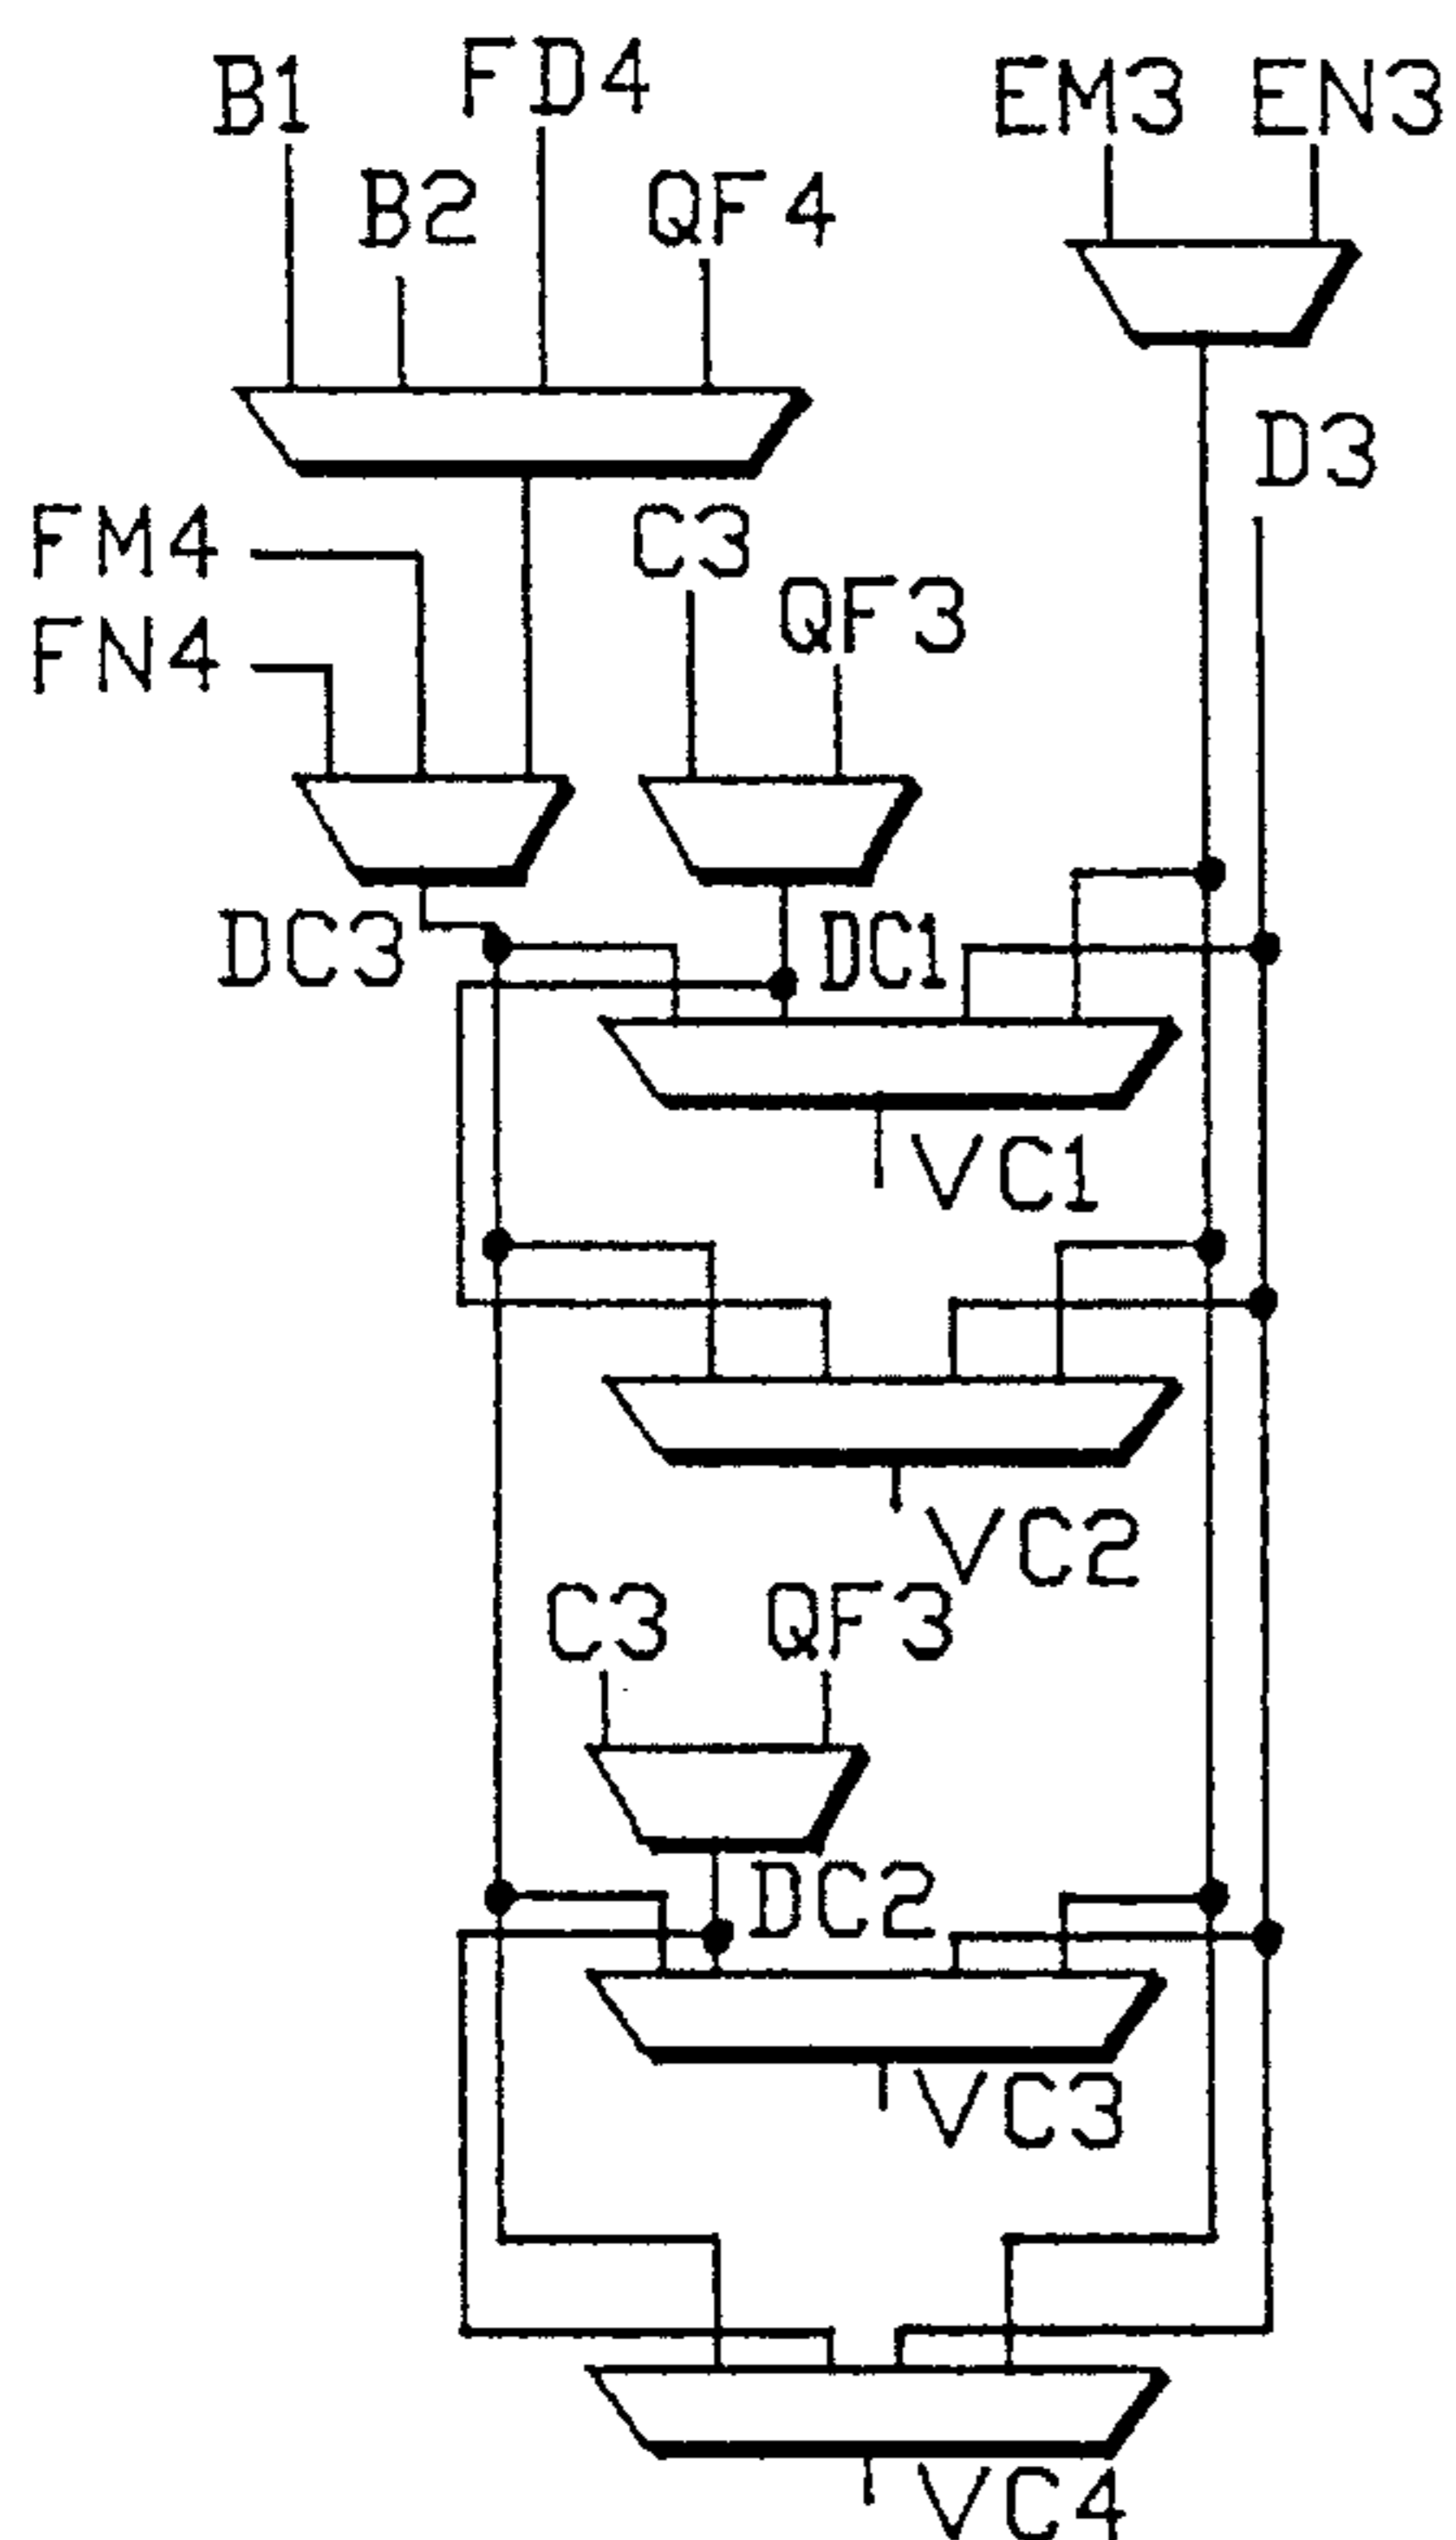 B1 FD4 EM3 EN3
B2 QF4
D3
FM4 C3
QF3
FN4
DC3 DC1
VC1
VC2
C3 QF3
DC2
VC3
VC4